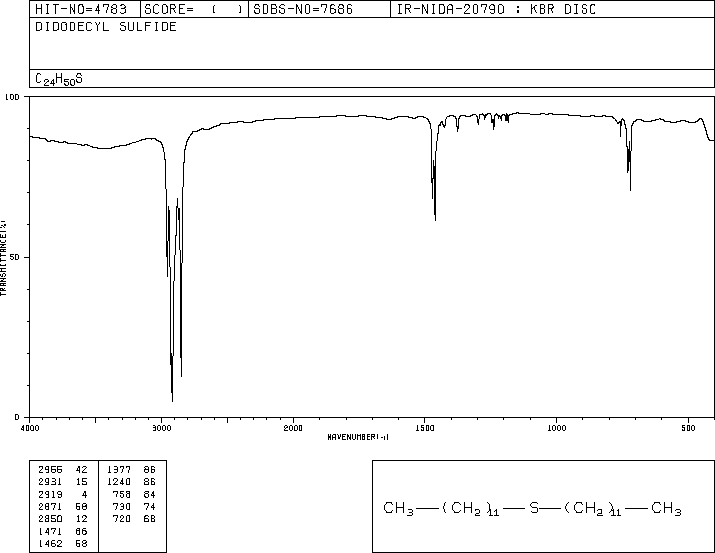 HIT-NO=4783 SCORE= ( ) SDBS-NO=7686 IR-NIDA-20790 : KBR DISC
DIDODECYL SULFIDE
C24H50S
100
50
0
TRANSMITTANCE(%)
4000 3000 2000 1500 1000 500
WAVENUMBER(-1)
2956 42 1377 86
2931 15 1240 86
2919 4 758 84
2871 68 730 74
2850 12 720 68
1471 66
1462 58
CH3—(CH2)11—S—(CH2)11—CH3